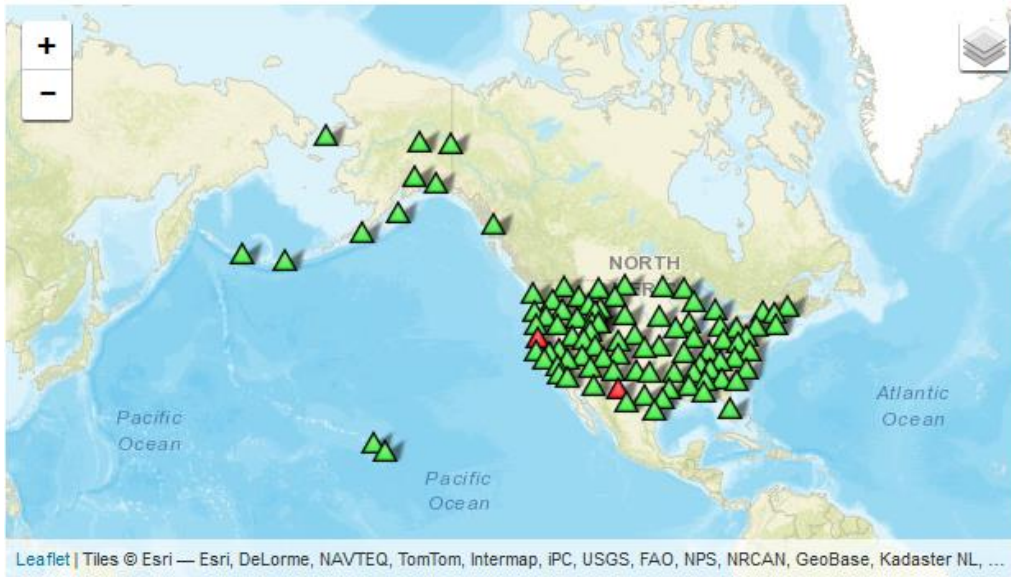 +
−
NORTH
Pacific
Ocean
Pacific
Ocean
Atlantic
Ocean
Leaflet | Tiles © Esri — Esri, DeLorme, NAVTEQ, TomTom, Intermap, iPC, USGS, FAO, NPS, NRCAN, GeoBase, Kadaster NL, ...